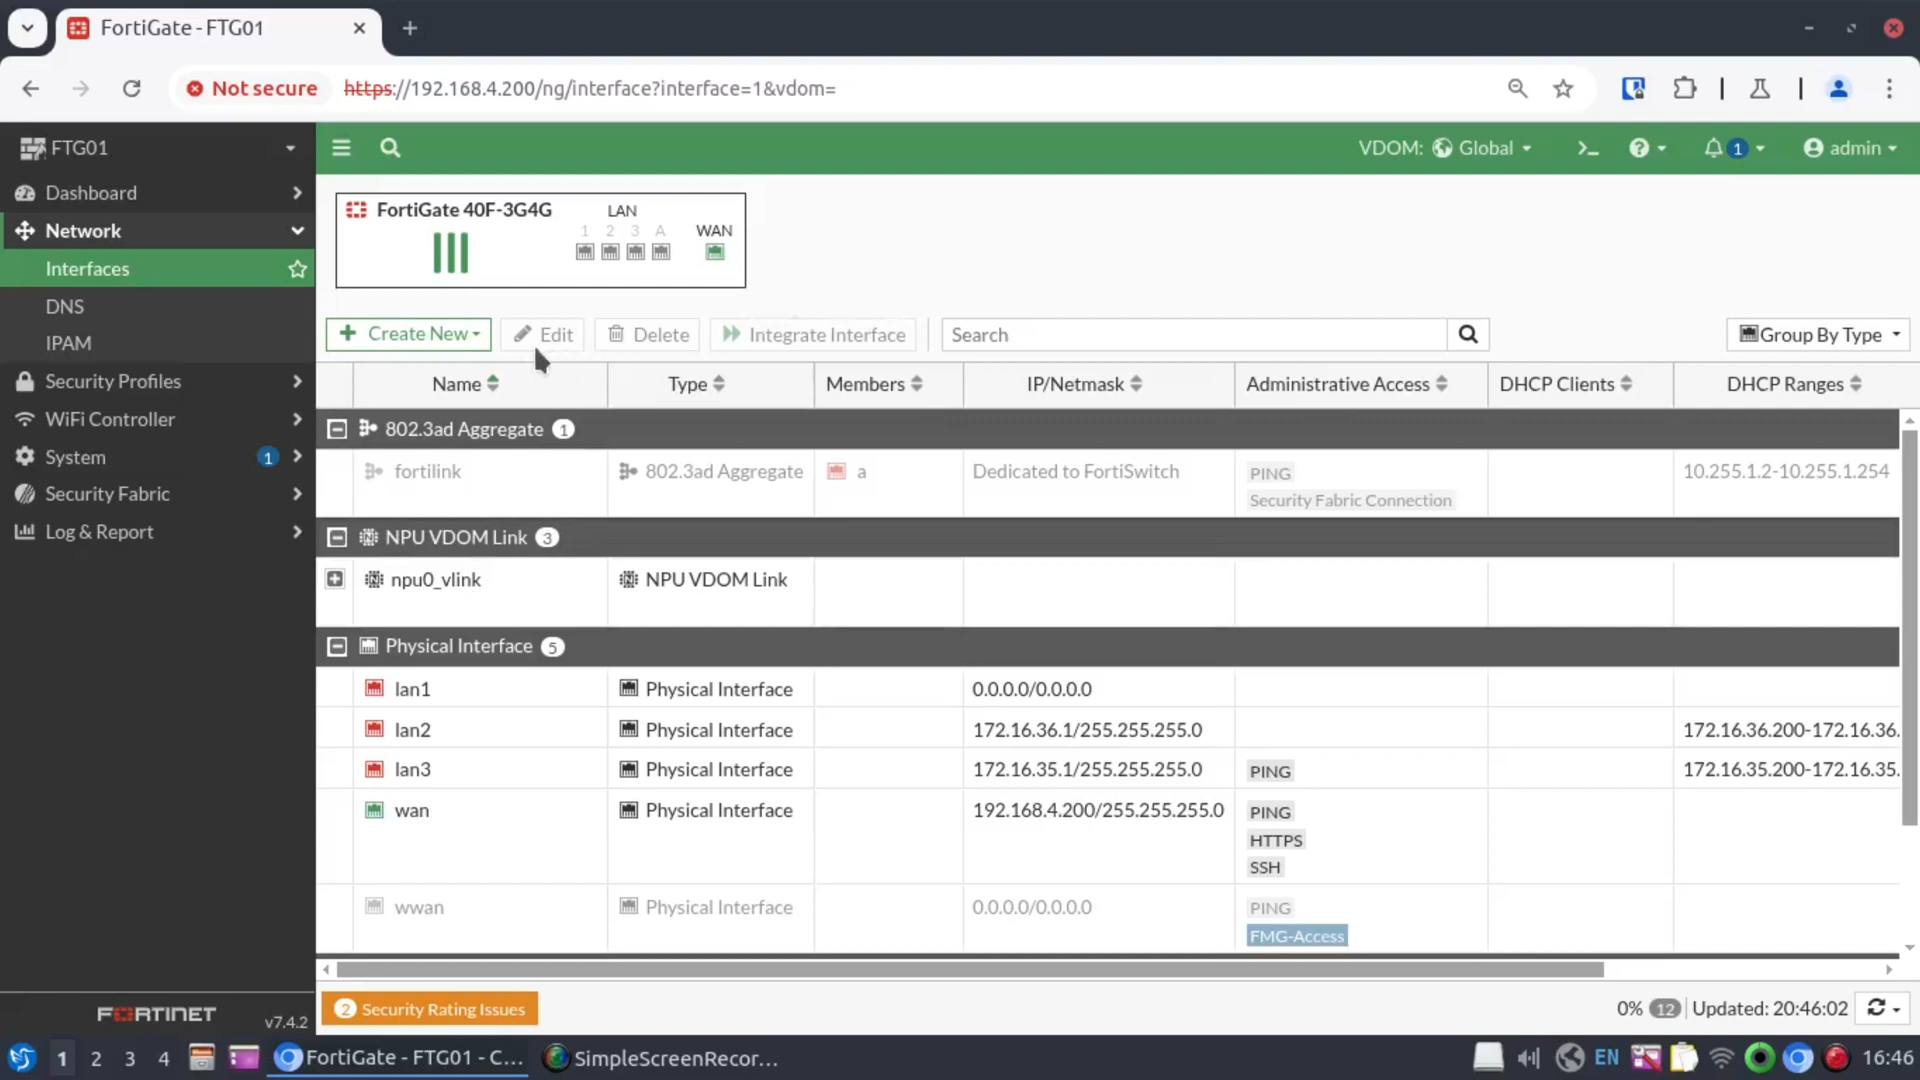 FortiGate - FTG01
Not secure https://192.168.4.200/ng/interface?interface=1&vdom=
FTG01
VDOM: Global
1
admin
Dashboard
Network
Interfaces
DNS
IPAM
Security Profiles
WiFi Controller
System 1
Security Fabric
Log & Report
FORTINET v7.4.2
FortiGate 40F-3G4G LAN
1 2 3 A WAN
+ Create New Edit Delete Integrate Interface Search Group By Type
Name Type Members IP/Netmask Administrative Access DHCP Clients DHCP Ranges
802.3ad Aggregate 1
fortilink 802.3ad Aggregate a Dedicated to FortiSwitch PING 10.255.1.2-10.255.1.254
Security Fabric Connection
NPU VDOM Link 3
npu0_vlink NPU VDOM Link
Physical Interface 5
lan1 Physical Interface 0.0.0.0/0.0.0.0
lan2 Physical Interface 172.16.36.1/255.255.255.0 172.16.36.200-172.16.36.
lan3 Physical Interface 172.16.35.1/255.255.255.0 PING 172.16.35.200-172.16.35.
wan Physical Interface 192.168.4.200/255.255.255.0 PING
HTTPS
SSH
wwan Physical Interface 0.0.0.0/0.0.0.0 PING
FMG-Access
2 Security Rating Issues 0% 12 Updated: 20:46:02
1 2 3 4 FortiGate - FTG01 - C... SimpleScreenRecor... EN 16:46